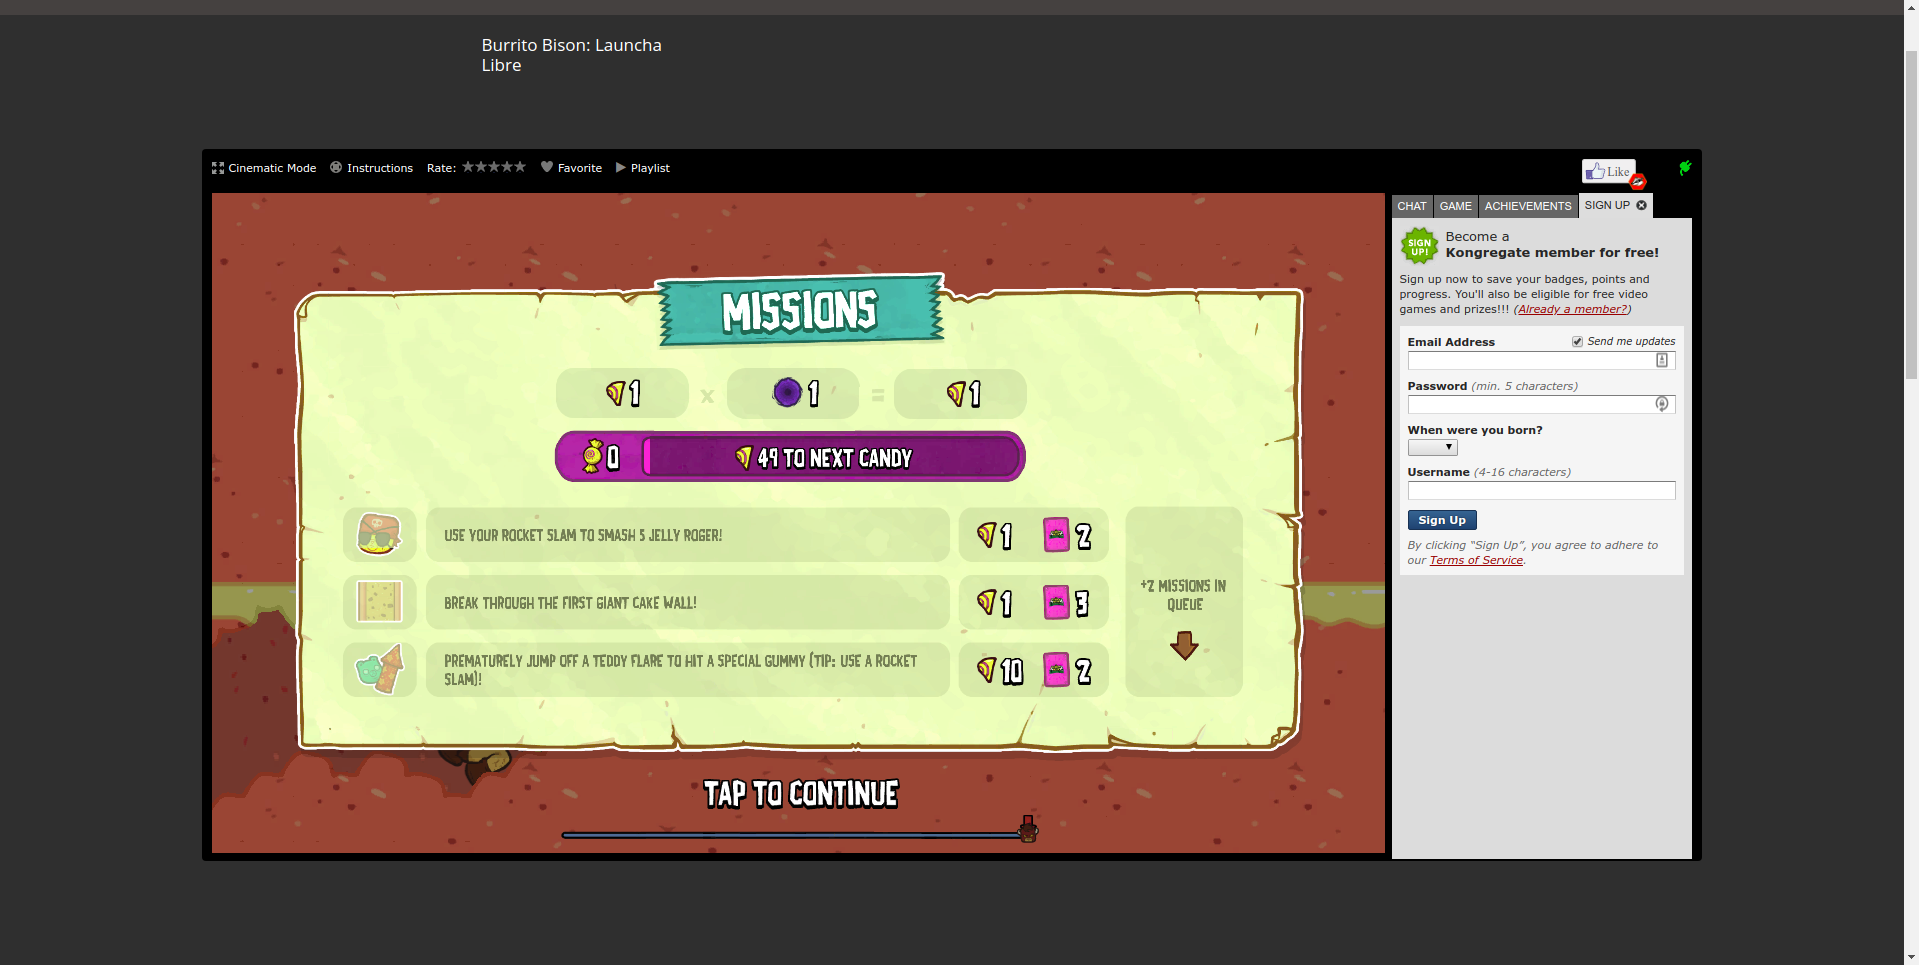 Burrito Bison: Launcha
Libre
Cinematic Mode Instructions Rate: Favorite Playlist
Like
CHAT GAME ACHIEVEMENTS SIGN UP
MISSIONS
1 x 1 = 1
0 49 TO NEXT CANDY
USE YOUR ROCKET SLAM TO SMASH 5 JELLY ROGER! 1 2
BREAK THROUGH THE FIRST GIANT CAKE WALL! 1 3
PREMATURELY JUMP OFF A TEDDY FLARE TO HIT A SPECIAL GUMMY (TIP: USE A ROCKET
SLAM)! 10 2
+2 MISSIONS IN
QUEUE
TAP TO CONTINUE
SIGN
UP!
Become a
Kongregate member for free!
Sign up now to save your badges, points and
progress. You'll also be eligible for free video
games and prizes!!! (Already a member?)
Email Address Send me updates
Password (min. 5 characters)
When were you born?
Username (4-16 characters)
Sign Up
By clicking “Sign Up”, you agree to adhere to
our Terms of Service.